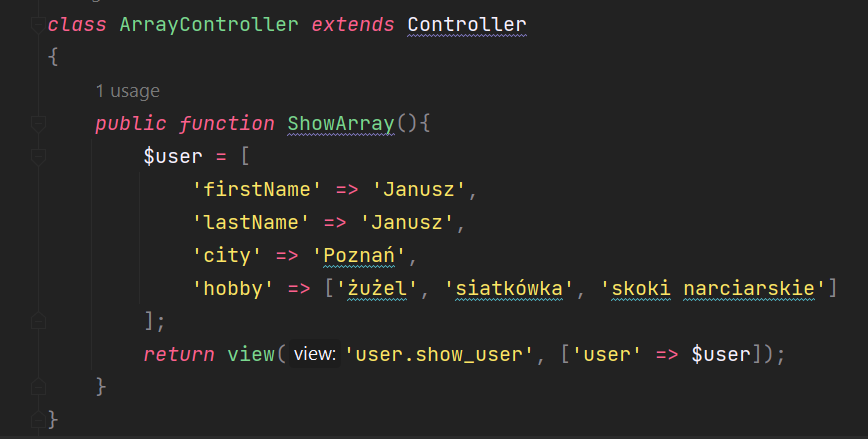 class ArrayController extends Controller
{
1 usage
public function ShowArray(){
$user = [
'firstName' => 'Janusz',
'lastName' => 'Janusz',
'city' => 'Poznań',
'hobby' => ['żużel', 'siatkówka', 'skoki narciarskie']
];
return view( view: 'user.show_user', ['user' => $user]);
}
}